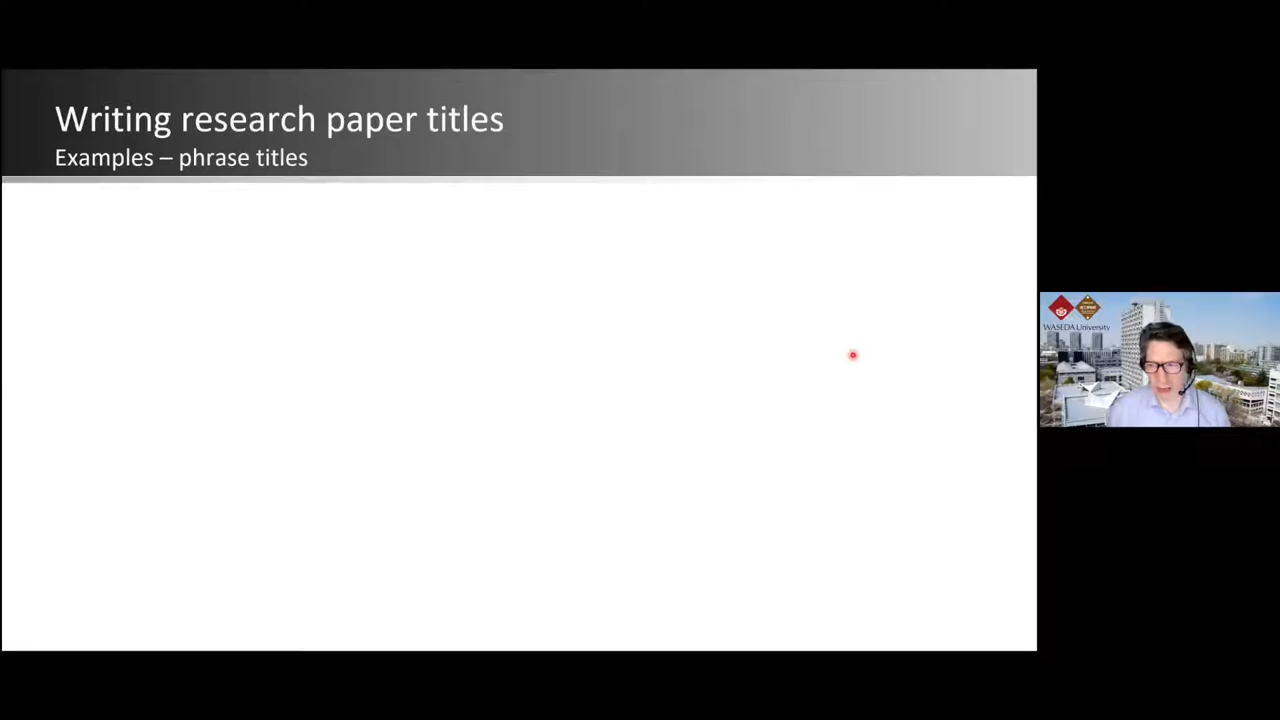 Writing research paper titles
Examples – phrase titles
WASEDA University